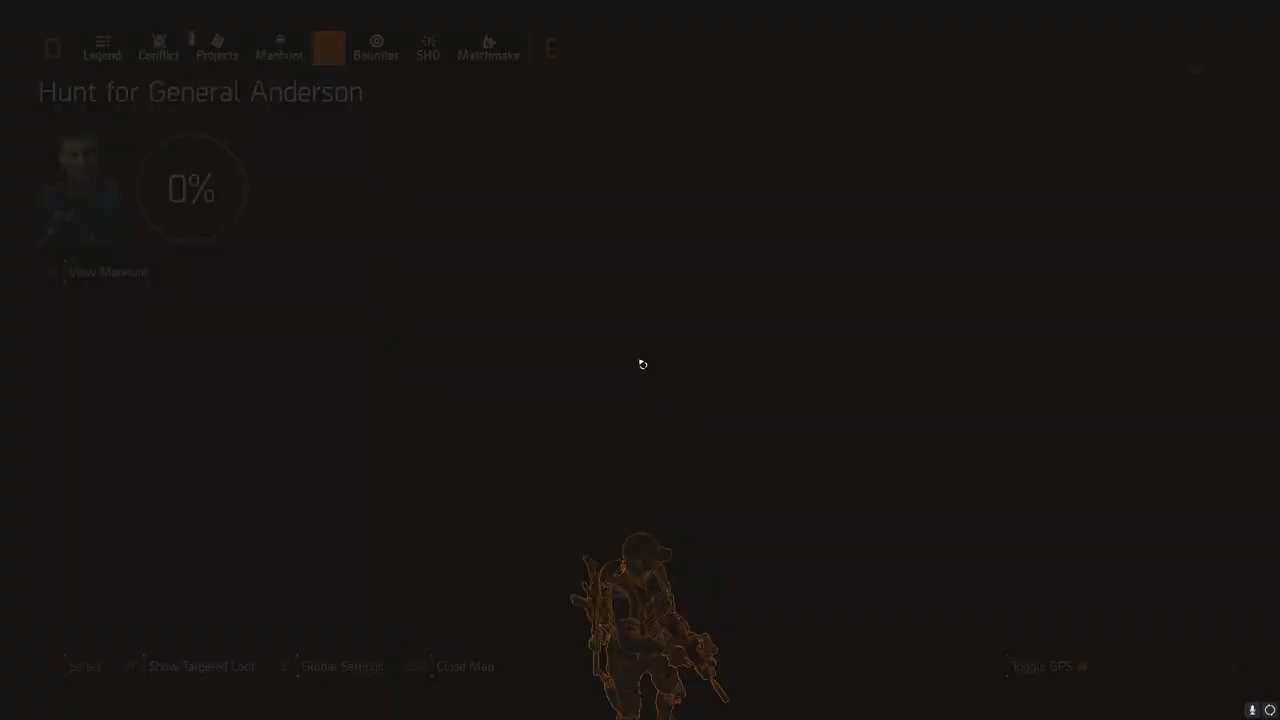 Legend Conflict Projects Manhunt Bounties SHD Matchmake E
Hunt for General Anderson
0%
View Manhunt
Select Show Targeted Loot Global Settings Close Map Toggle GPS